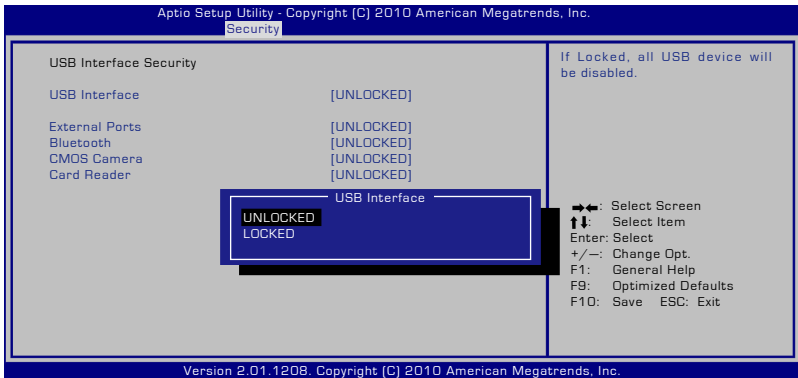 Aptio Setup Utility - Copyright (C) 2010 American Megatrends, Inc.
Security
USB Interface Security
USB Interface [UNLOCKED]
External Ports [UNLOCKED]
Bluetooth [UNLOCKED]
CMOS Camera [UNLOCKED]
Card Reader [UNLOCKED]
USB Interface
UNLOCKED
LOCKED
If Locked, all USB device will
be disabled.
→←: Select Screen
↑↓: Select Item
Enter: Select
+/—: Change Opt.
F1: General Help
F9: Optimized Defaults
F10: Save ESC: Exit
Version 2.01.1208. Copyright (C) 2010 American Megatrends, Inc.